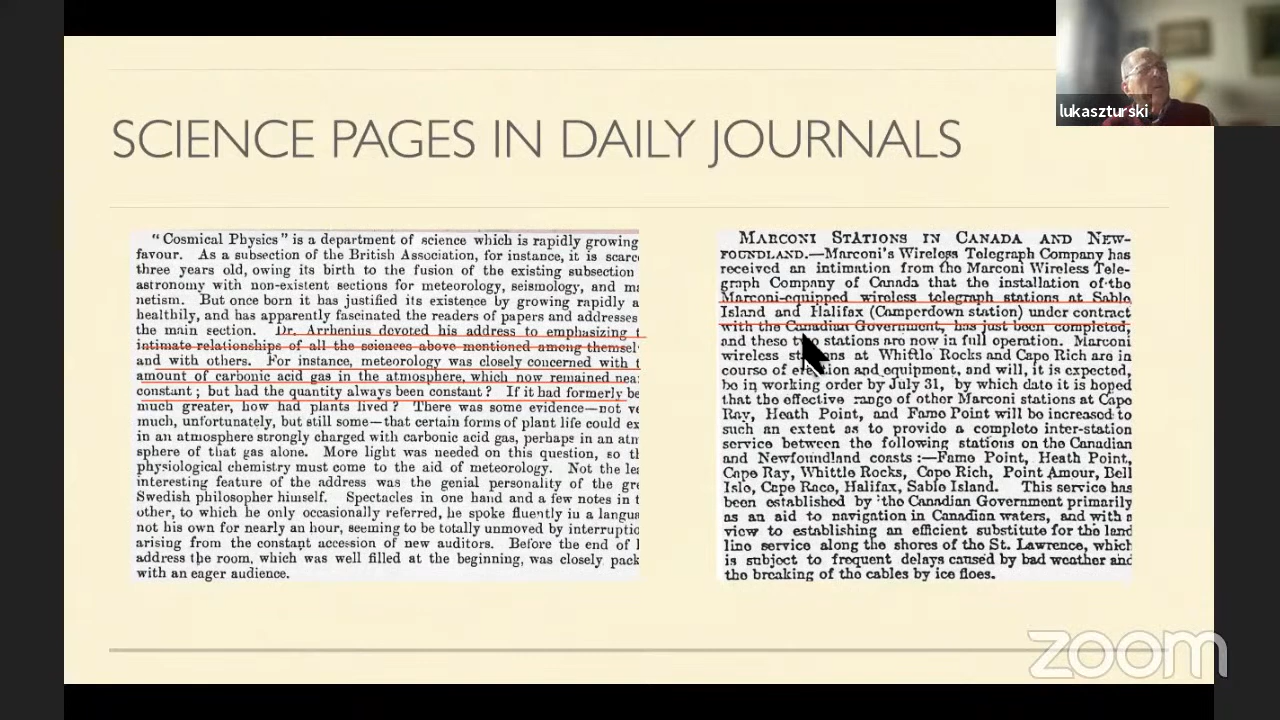 lukaszturski
SCIENCE PAGES IN DAILY JOURNALS
“Cosmical Physics” is a department of science which is rapidly growing
favour. As a subsection of the British Association, for instance, it is
three years old, owing its birth to the fusion of the existing subsection
astronomy with non-existent sections for meteorology, seismology, and
netism. But once born it has justified its existence by growing rapidly a
healthily, and has apparently fascinated the readers of papers and addresses
the main section. Dr. Arrhenius devoted his address to emphasizing
intimate relationships of all the sciences above mentioned among
and with others. For instance, meteorology was closely concerned with
amount of carbonic acid gas in the atmosphere, which now remained
constant ; but had the quantity always been constant ? If it had formerly be
much greater, how had plants lived ? There was some evidence—not
much, unfortunately, but still some—that certain forms of plant life could
in an atmosphere strongly charged with carbonic acid gas, perhaps in an
sphere of that gas alone. More light was needed on this question, so
physiological chemistry must come to the aid of meteorology. Not the
interesting feature of the address was the genial personality of the
Swedish philosopher himself. Spectacles in one hand and a few notes in
other, to which he only occasionally referred, he spoke fluently in a
not his own for nearly an hour, seeming to be totally unmoved by
arising from the constant accession of new auditors. Before the end of
address the room, which was well filled at the beginning, was closely pack
with an eager audience.
MARCONI STATIONS IN CANADA AND NEW-
FOUNDLAND.—Marconi's Wireless Telegraph Company has
received an intimation from the Marconi Wireless Tele-
graph Company of Canada that the installation of the
Marconi-equipped wireless telegraph stations at Sable
Island and Halifax (Camperdown station) under contract
with the Canadian Government, has just been completed,
and these two stations are now in full operation. Marconi
wireless stations at Whittle Rocks and Cape Rich are in
course of erection and equipment, and will, it is expected,
be in working order by July 31, by which date it is hoped
that the effective range of other Marconi stations at Cape
Ray, Heath Point, and Fame Point will be increased to
such an extent as to provide a complete inter-station
service between the following stations on the Canadian
and Newfoundland coasts :—Fame Point, Heath Point,
Cape Ray, Whittle Rocks, Cape Rich, Point Amour, Bell
Isle, Cape Race, Halifax, Sable Island. This service has
been established by the Canadian Government primarily
as an aid to navigation in Canadian waters, and with a
view to establishing an efficient substitute for the land
line service along the shores of the St. Lawrence, which
is subject to frequent delays caused by bad weather and
the breaking of the cables by ice floes.
zoom